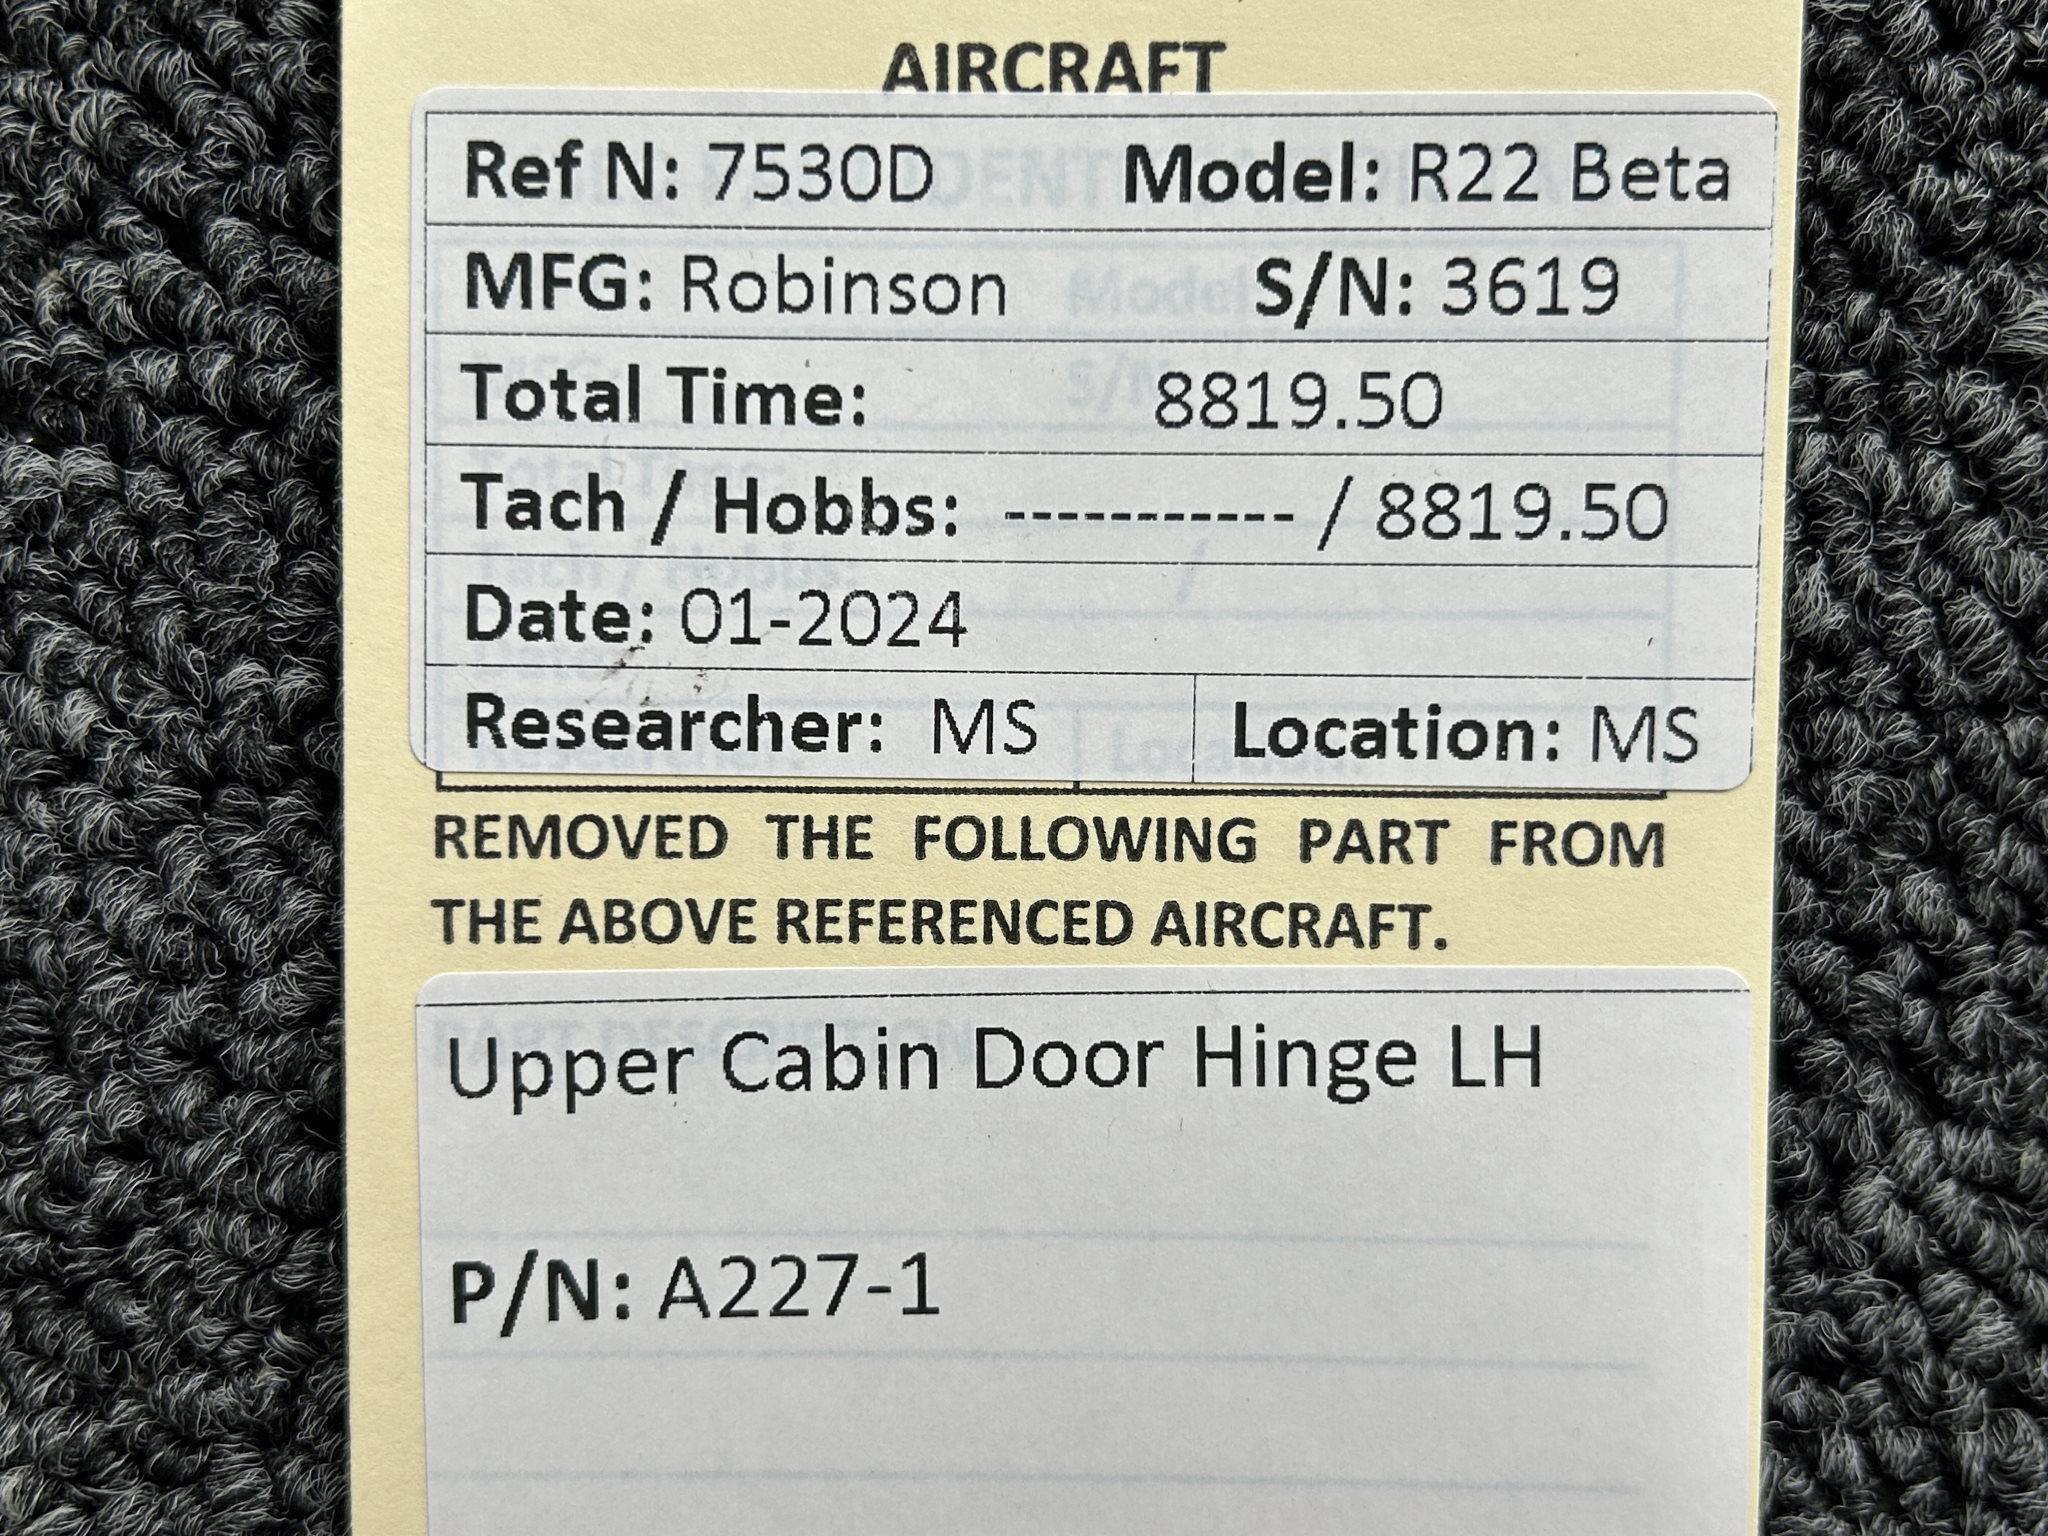 AIRCRAFT
Ref N: 7530D Model: R22 Beta
MFG: Robinson S/N: 3619
Total Time: 8819.50
Tach / Hobbs: ----------- / 8819.50
Date: 01-2024
Researcher: MS Location: MS
REMOVED THE FOLLOWING PART FROM
THE ABOVE REFERENCED AIRCRAFT.
Upper Cabin Door Hinge LH
P/N: A227-1